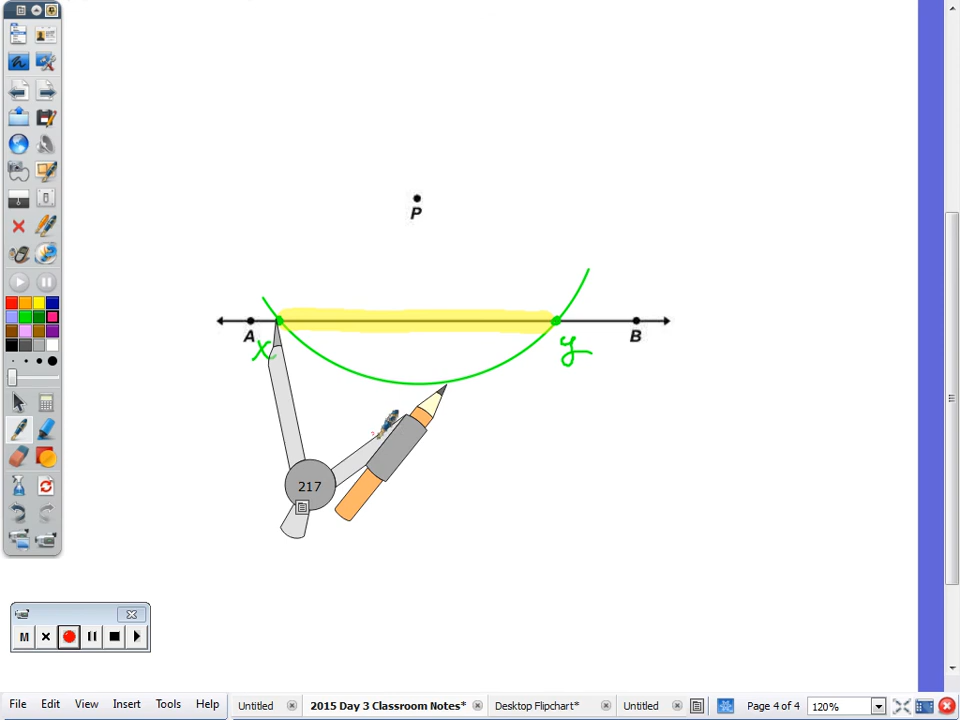 P
A
B
x
y
217
M
File Edit View Insert Tools Help
Untitled
2015 Day 3 Classroom Notes*
Desktop Flipchart*
Untitled
Page 4 of 4
120%